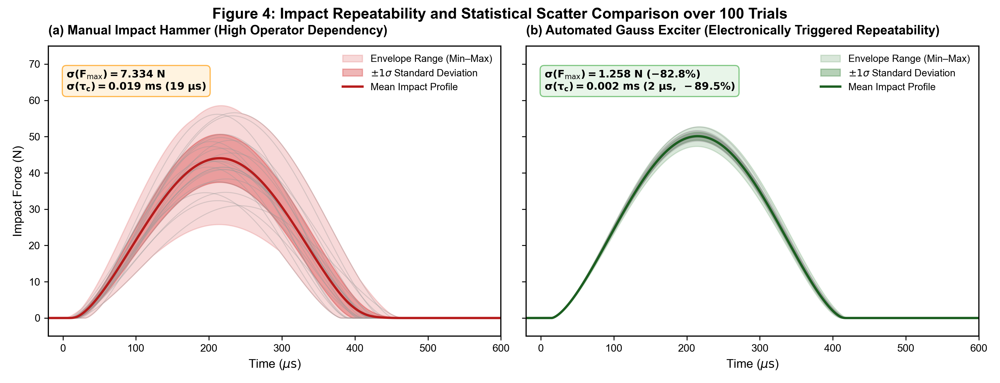 Figure 4: Impact Repeatability and Statistical Scatter Comparison over 100 Trials
(a) Manual Impact Hammer (High Operator Dependency)
σ(Fmax) = 7.334 N
σ(τc) = 0.019 ms (19 μs)
Envelope Range (Min–Max)
±1σ Standard Deviation
Mean Impact Profile
Impact Force (N)
70
60
50
40
30
20
10
0
0 100 200 300 400 500 600
Time (μs)
(b) Automated Gauss Exciter (Electronically Triggered Repeatability)
σ(Fmax) = 1.258 N (−82.8%)
σ(τc) = 0.002 ms (2 μs, −89.5%)
Envelope Range (Min–Max)
±1σ Standard Deviation
Mean Impact Profile
0 100 200 300 400 500 600
Time (μs)